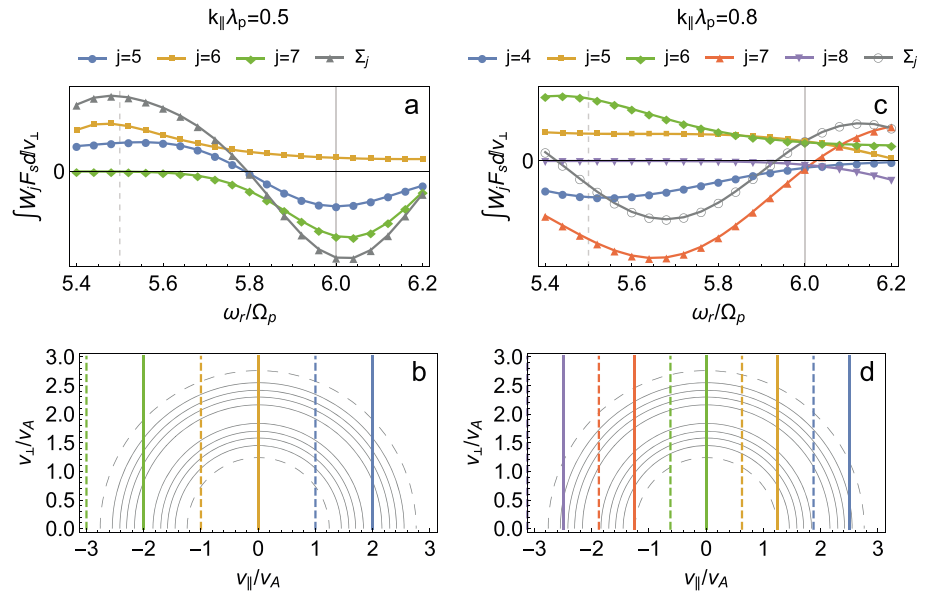 k∥λp=0.5
k∥λp=0.8
j=5 j=6 j=7 Σj
j=4 j=5 j=6 j=7 j=8 Σj
a
c
∫WjFsdv⊥
0
∫WjFsdv⊥
0
5.4 5.6 5.8 6.0 6.2
5.4 5.6 5.8 6.0 6.2
ωr/Ωp
ωr/Ωp
b
d
v⊥/vA
3.0
2.5
2.0
1.5
1.0
0.5
0.0
v⊥/vA
3.0
2.5
2.0
1.5
1.0
0.5
0.0
−3 −2 −1 0 1 2 3
−3 −2 −1 0 1 2 3
v∥/vA
v∥/vA